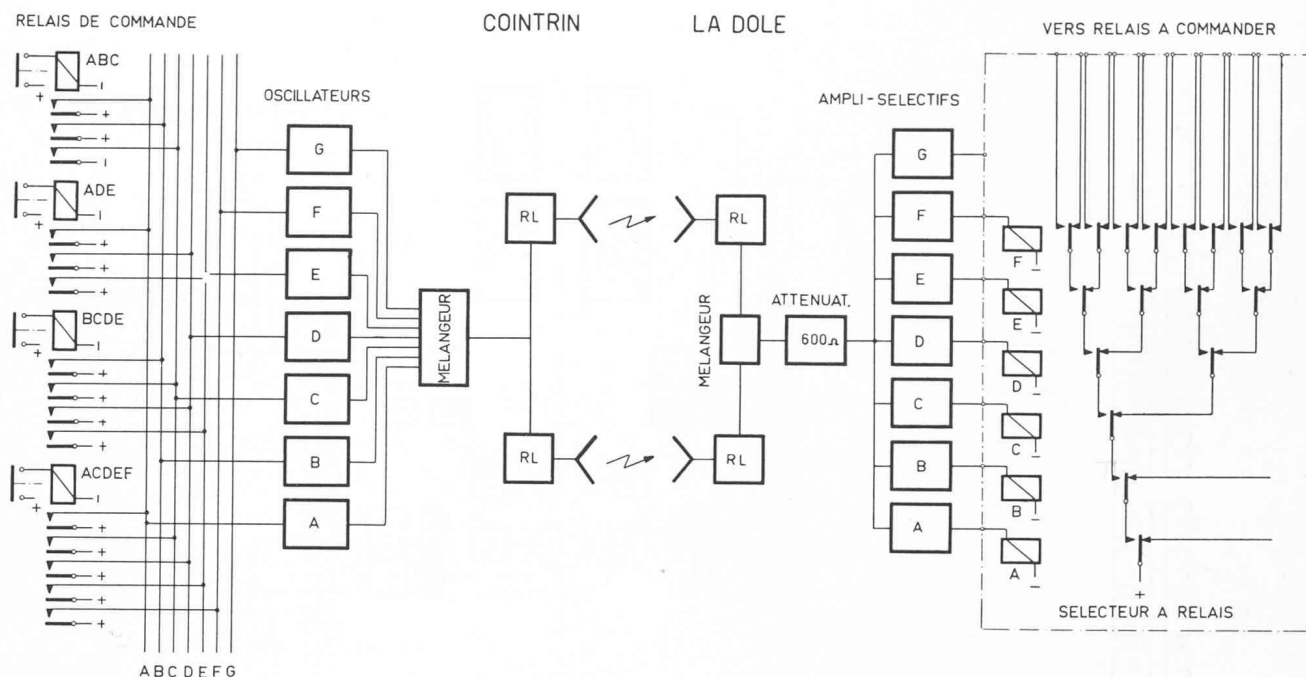 RELAIS DE COMMANDE
COINTRIN
LA DOLE
VERS RELAIS A COMMANDER
ABC
+
-
+
+
-
ADE
+
-
+
+
+
BCDE
+
-
+
+
+
+
ACDEF
+
-
+
+
+
+
+
A B C D E F G
OSCILLATEURS
G
F
E
D
C
B
A
MELANGEUR
RL
RL
RL
RL
MELANGEUR
ATTENUAT.
600Ω
AMPLI-SELECTIFS
G
F
E
D
C
B
A
F -
E -
D -
C -
B -
A -
+
SELECTEUR A RELAIS